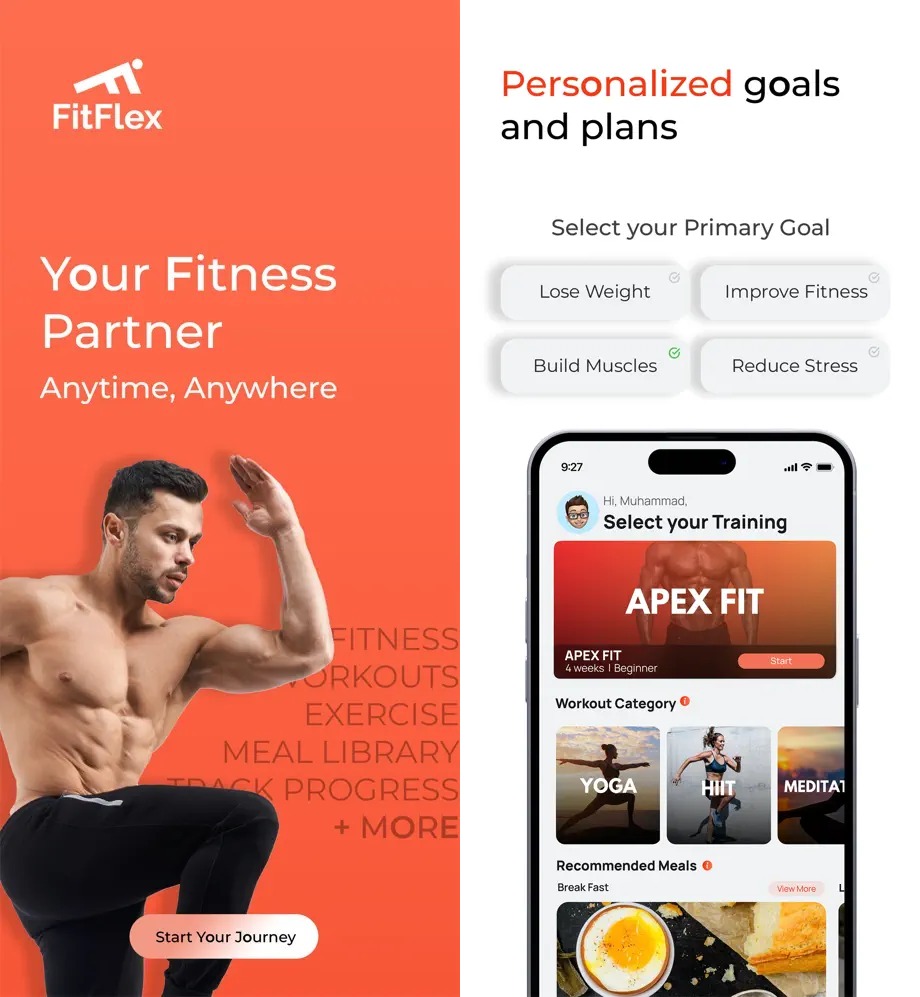 FitFlex
Your Fitness
Partner
Anytime, Anywhere
FITNESS
WORKOUTS
EXERCISE
MEAL LIBRARY
TRACK PROGRESS
+ MORE
Start Your Journey
Personalized goals
and plans
Select your Primary Goal
Lose Weight
Improve Fitness
Build Muscles
Reduce Stress
9:27
Hi, Muhammad,
Select your Training
APEX FIT
APEX FIT
4 weeks | Beginner
Start
Workout Category
YOGA
HIIT
MEDITAT
Recommended Meals
Break Fast
View More
L